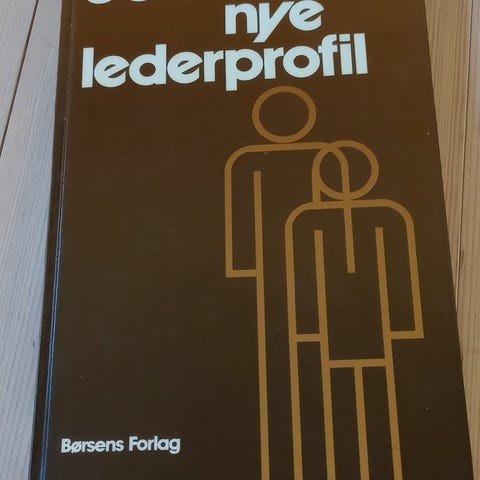 nye
lederprofil
Børsens Forlag